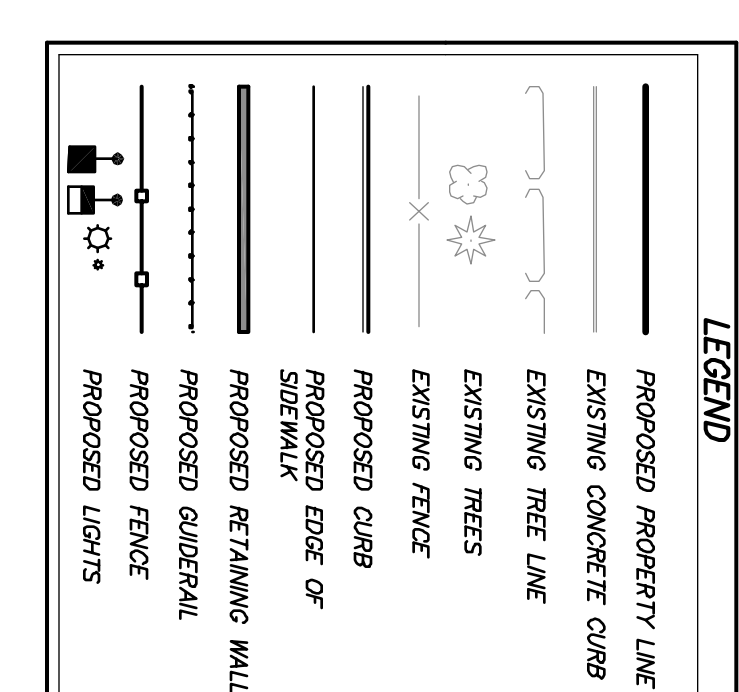 LEGEND
PROPOSED PROPERTY LINE
EXISTING CONCRETE CURB
EXISTING TREE LINE
EXISTING TREES
EXISTING FENCE
PROPOSED CURB
PROPOSED EDGE OF
SIDEWALK
PROPOSED RETAINING WALL
PROPOSED GUIDERAIL
PROPOSED FENCE
PROPOSED LIGHTS